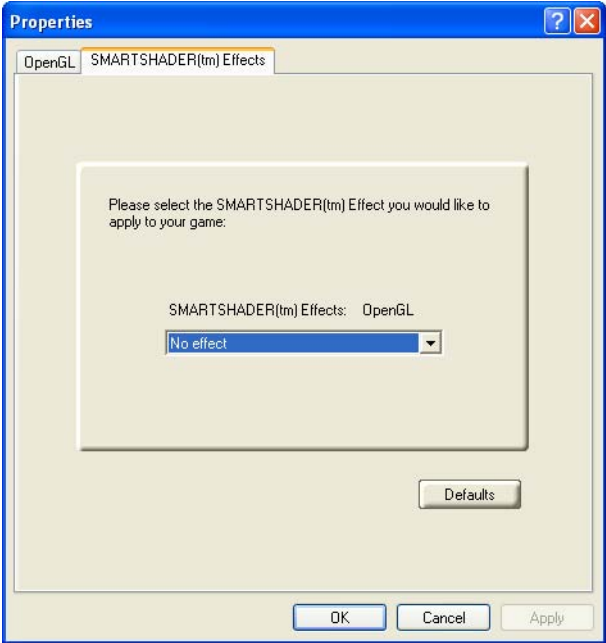 Properties
OpenGL SMARTSHADER(tm) Effects
Please select the SMARTSHADER(tm) Effect you would like to
apply to your game:
SMARTSHADER(tm) Effects: OpenGL
No effect
Defaults
OK Cancel Apply